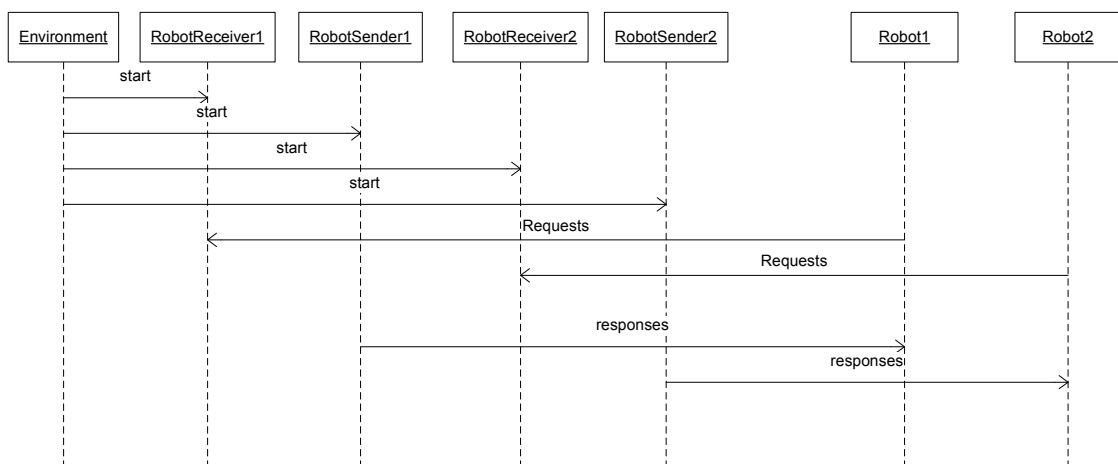 Environment
RobotReceiver1
RobotSender1
RobotReceiver2
RobotSender2
Robot1
Robot2
start
start
start
start
Requests
Requests
responses
responses